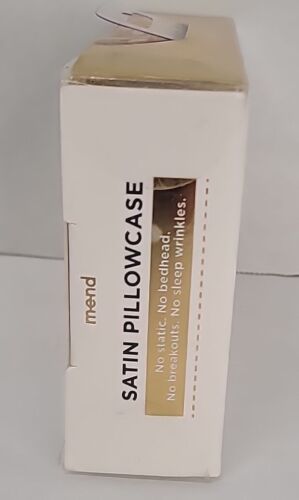 mend
SATIN PILLOWCASE
No static. No bedhead.
No breakouts. No sleep wrinkles.